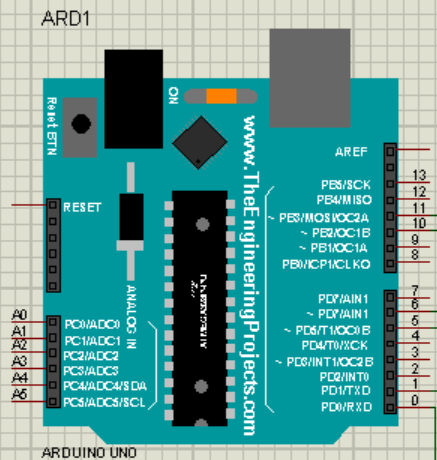 ARD1
Reset BTN
ON
www.TheEngineeringProjects.com
AREF
PB5/SCK 13
PB4/MISO 12
~ PB3/MOSI/OC2A 11
~ PB2/OC1B 10
~ PB1/OC1A 9
PB0/ICP1/CLKO 8
RESET
ANALOG IN
PD7/AIN1 7
~ PD7/AIN1 6
~ PD5/T1/OC0B 5
PD4/T0/XCK 4
~ PD3/INT1/OC2B 3
PD2/INT0 2
PD1/TXD 1
PD0/RXD 0
A0 PC0/ADC0
A1 PC1/ADC1
A2 PC2/ADC2
A3 PC3/ADC3
A4 PC4/ADC4/SDA
A5 PC5/ADC5/SCL
ARDUINO UNO